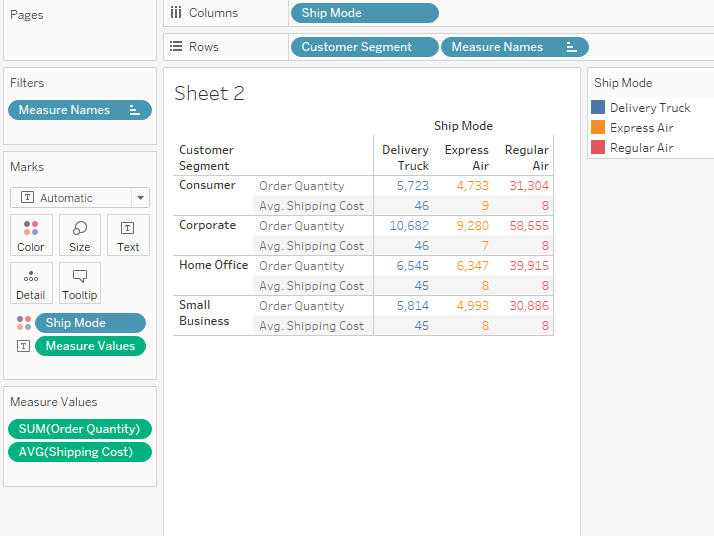 Pages
Columns
Ship Mode
Rows
Customer Segment
Measure Names
Filters
Measure Names
Marks
T Automatic
Color
Size
T
Text
Detail
Tooltip
Ship Mode
T Measure Values
Measure Values
SUM(Order Quantity)
AVG(Shipping Cost)
Sheet 2
Ship Mode
Customer Segment
Delivery Truck
Express Air
Regular Air
Consumer Order Quantity 5,723 4,733 31,304
Avg. Shipping Cost 46 9 8
Corporate Order Quantity 10,682 9,280 58,555
Avg. Shipping Cost 46 7 8
Home Office Order Quantity 6,545 6,347 39,915
Avg. Shipping Cost 45 8 8
Small Business Order Quantity 5,814 4,993 30,886
Avg. Shipping Cost 45 8 8
Ship Mode
Delivery Truck
Express Air
Regular Air